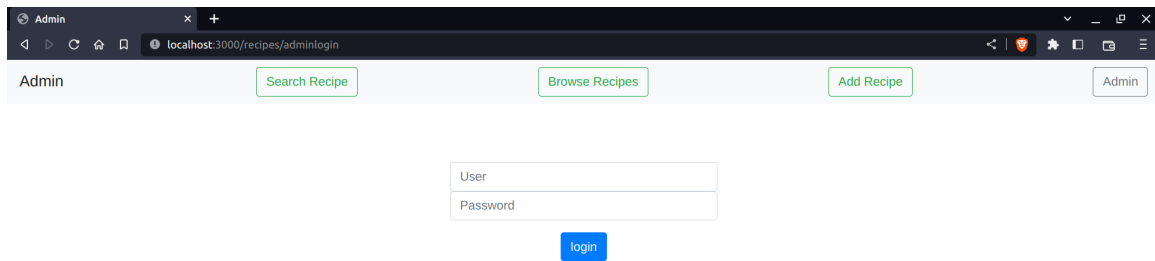 Admin
localhost:3000/recipes/adminlogin
Admin Search Recipe Browse Recipes Add Recipe Admin
User
Password
login